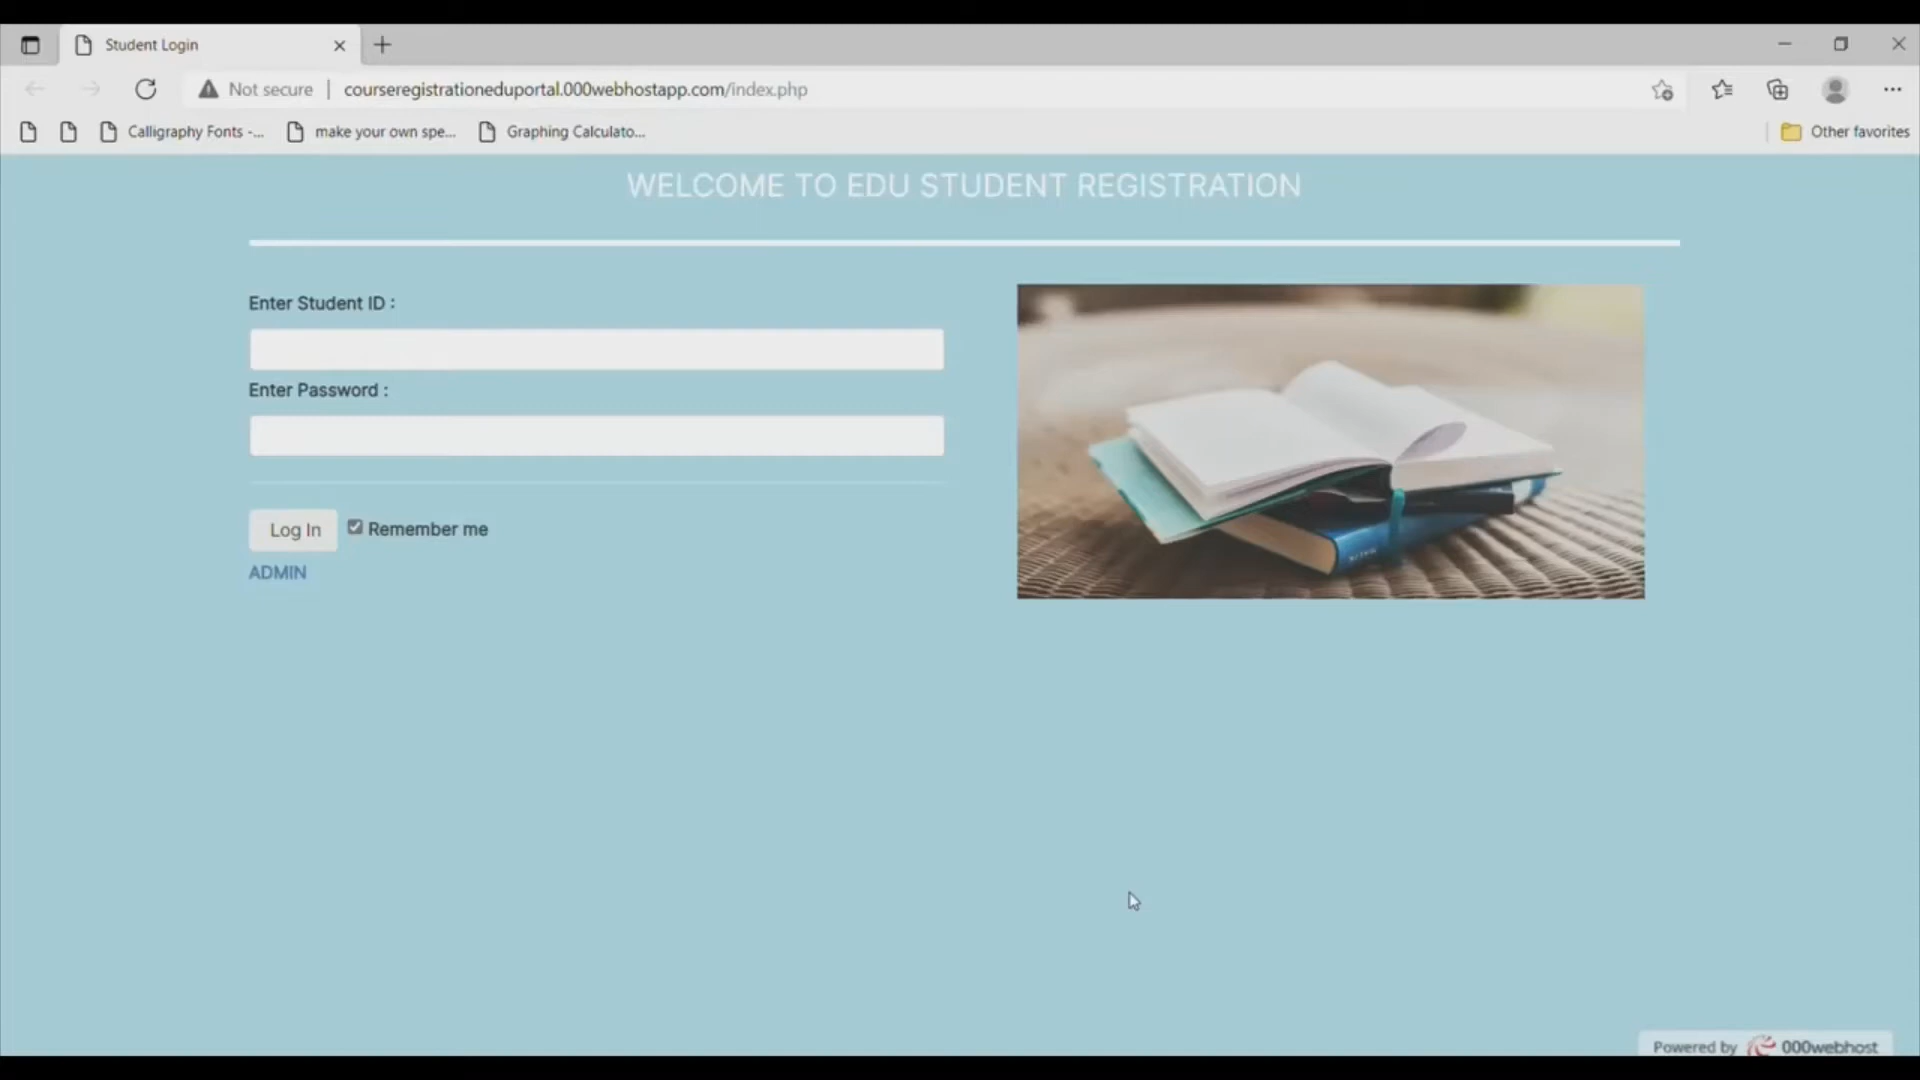 Student Login
Not secure | courseregistrationeduportal.000webhostapp.com/index.php
Calligraphy Fonts -...
make your own spe...
Graphing Calculato...
Other favorites
WELCOME TO EDU STUDENT REGISTRATION
Enter Student ID :
Enter Password :
Log In
Remember me
ADMIN
Powered by 000webhost